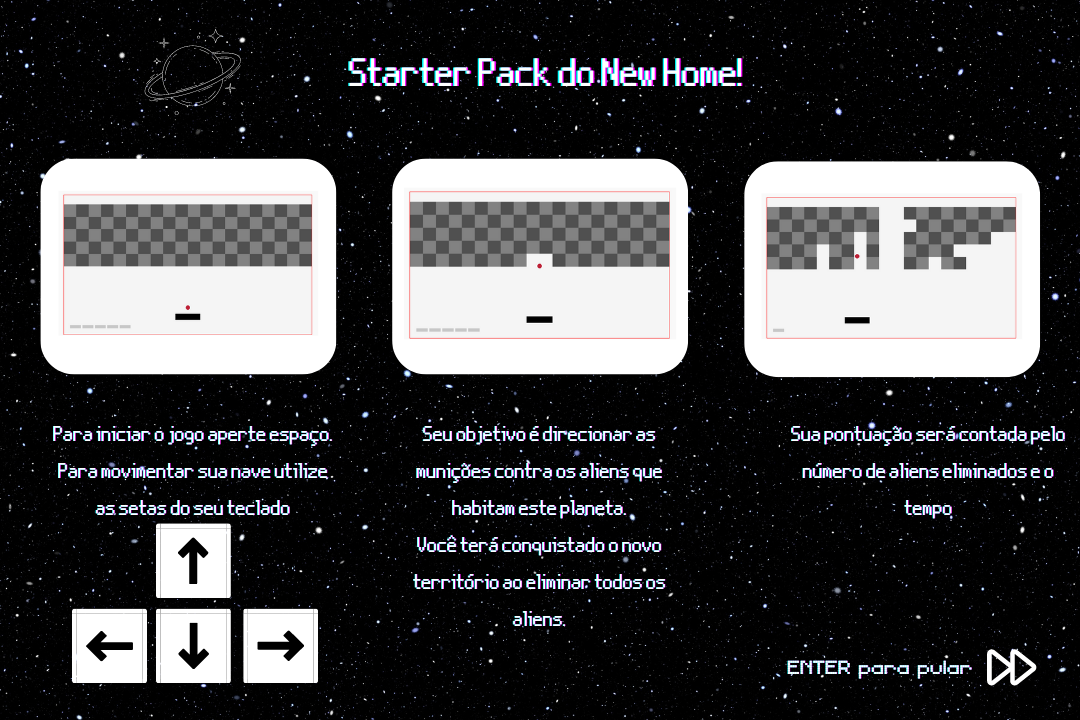 Starter Pack do New Home!
Para iniciar o jogo aperte espaço.
Para movimentar sua nave utilize
as setas do seu teclado
Seu objetivo é direcionar as
munições contra os aliens que
habitam este planeta.
Você terá conquistado o novo
território ao eliminar todos os
aliens.
Sua pontuação será contada pelo
número de aliens eliminados e o
tempo
ENTER para pular